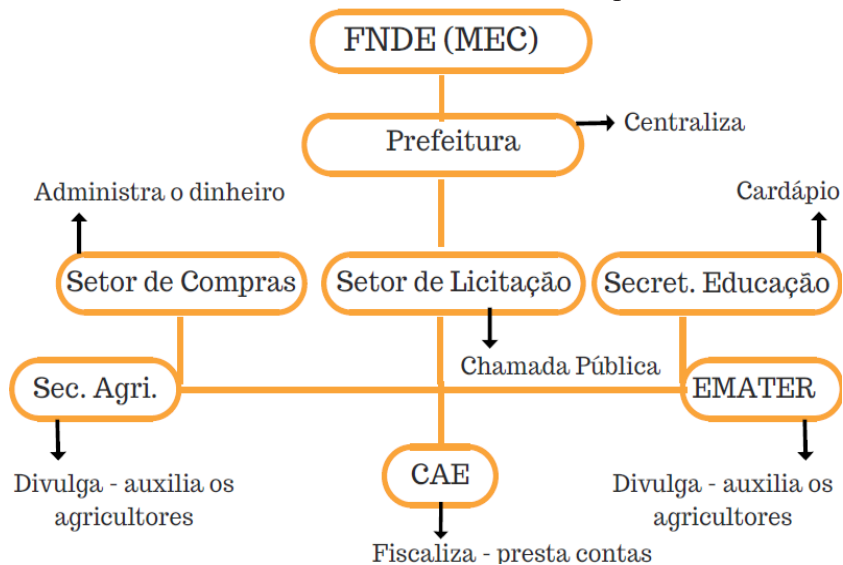 FNDE (MEC)
Prefeitura
Centraliza
Administra o dinheiro
Cardápio
Setor de Compras
Setor de Licitação
Secret. Educação
Chamada Pública
Sec. Agri.
EMATER
Divulga - auxilia os
agricultores
CAE
Divulga - auxilia os
agricultores
Fiscaliza - presta contas